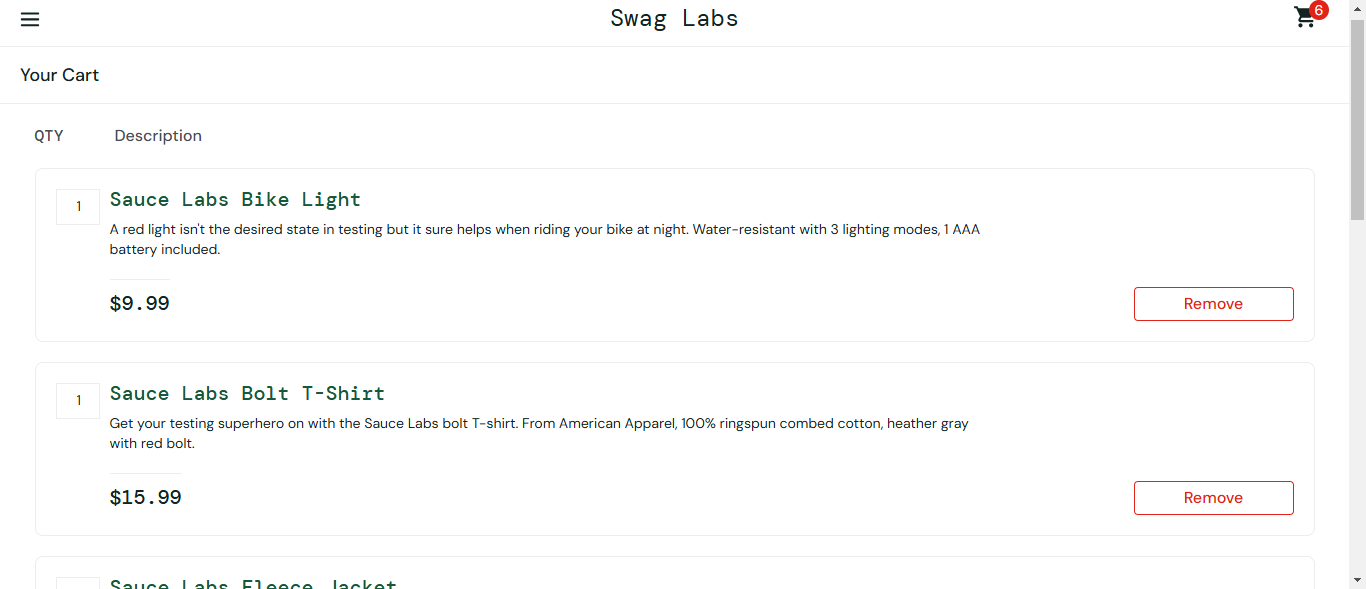 Swag Labs
6
Your Cart
QTY Description
1
Sauce Labs Bike Light
A red light isn't the desired state in testing but it sure helps when riding your bike at night. Water-resistant with 3 lighting modes, 1 AAA
battery included.
$9.99
Remove
1
Sauce Labs Bolt T-Shirt
Get your testing superhero on with the Sauce Labs bolt T-shirt. From American Apparel, 100% ringspun combed cotton, heather gray
with red bolt.
$15.99
Remove
Sauce Labs Fleece Jacket